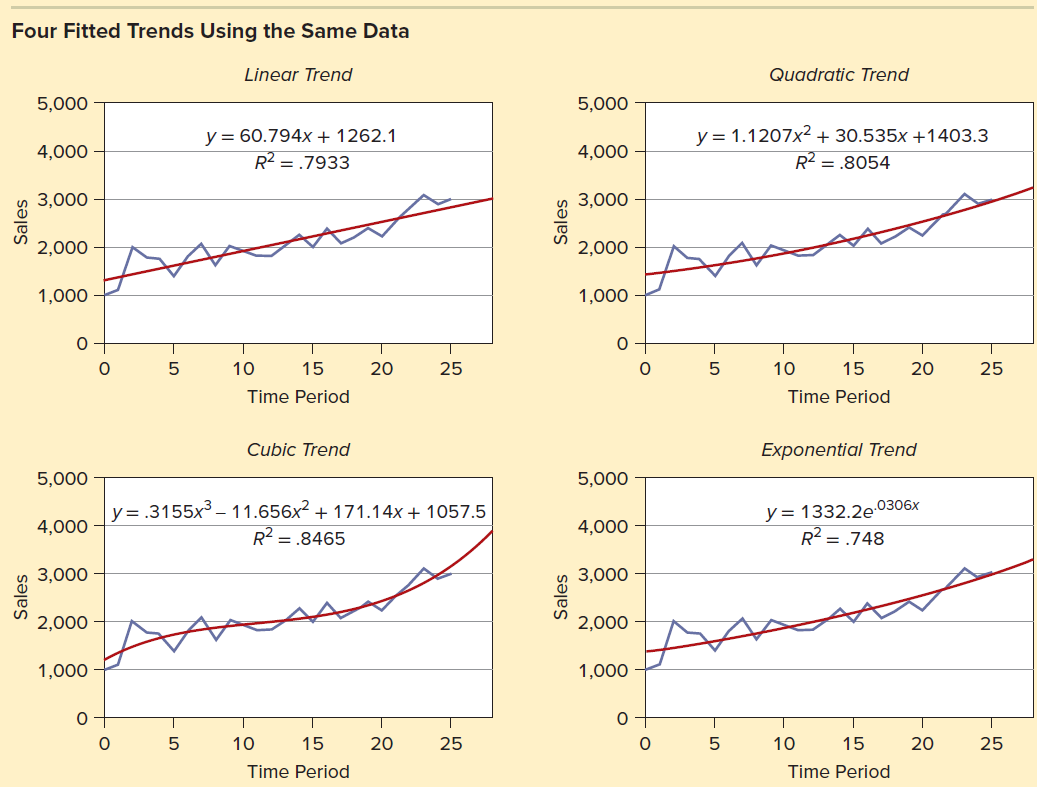 Four Fitted Trends Using the Same Data
Linear Trend
5,000
4,000
3,000
2,000
1,000
0
Sales
y = 60.794x + 1262.1
R² = .7933
0 5 10 15 20 25
Time Period
Quadratic Trend
5,000
4,000
3,000
2,000
1,000
0
Sales
y = 1.1207x² + 30.535x +1403.3
R² = .8054
0 5 10 15 20 25
Time Period
Cubic Trend
5,000
4,000
3,000
2,000
1,000
0
Sales
y = .3155x³ – 11.656x² + 171.14x + 1057.5
R² = .8465
0 5 10 15 20 25
Time Period
Exponential Trend
5,000
4,000
3,000
2,000
1,000
0
Sales
y = 1332.2e^.0306x
R² = .748
0 5 10 15 20 25
Time Period